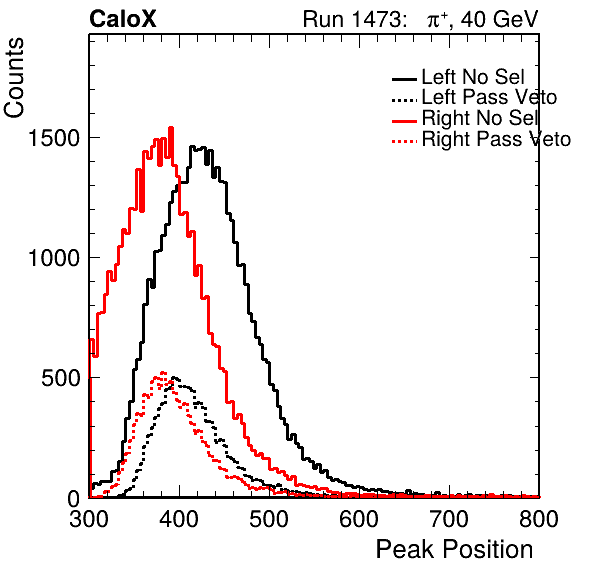 CaloX Run 1473: π+, 40 GeV
Counts
Left No Sel
Left Pass Veto
Right No Sel
Right Pass Veto
1500
1000
500
0
300 400 500 600 700 800
Peak Position